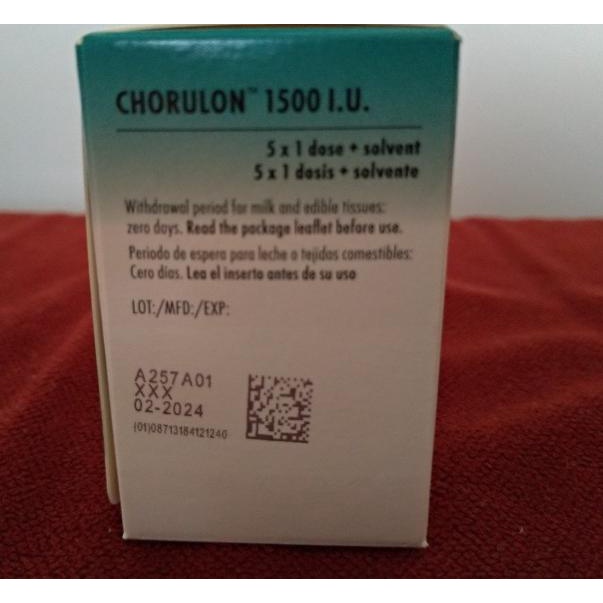 CHORULON™ 1500 I.U.
5 x 1 dose + solvent
5 x 1 dosis + solvente
Withdrawal period for milk and edible tissues:
zero days. Read the package leaflet before use.
Periodo de espera para leche o tejidos comestibles:
Cero días. Lea el inserto antes de su uso
LOT:/MFD:/EXP:
A257A01
XXX
02-2024
(01)08713184121240